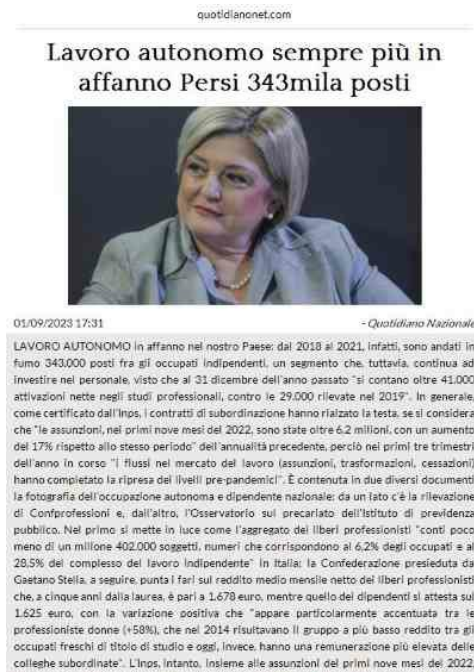 quotidianonet.com
Lavoro autonomo sempre più in
affanno Persi 343mila posti
01/09/2023 17:31
- Quotidiano Nazionale
LAVORO AUTONOMO in affanno nel nostro Paese: dal 2018 al 2021, infatti, sono andati in
fumo 343.000 posti fra gli occupati indipendenti, un segmento che, tuttavia, continua ad
investire nel personale, visto che al 31 dicembre dell'anno passato "si contano oltre 41.000
attivazioni nette negli studi professionali, contro le 29.000 rilevate nel 2019". In generale,
come certificato dall'Inps, i contratti di subordinazione hanno rialzato la testa, se si considera
che "le assunzioni, nei primi nove mesi del 2022, sono state oltre 6,2 milioni, con un aumento
del 17% rispetto allo stesso periodo" dell'annualità precedente, perciò nei primi tre trimestri
dell'anno in corso "i flussi nel mercato del lavoro (assunzioni, trasformazioni, cessazioni)
hanno completato la ripresa dei livelli pre-pandemici". È contenuta in due diversi documenti
la fotografia dell'occupazione autonoma e dipendente nazionale: da un lato c'è la rilevazione
di Confprofessioni e, dall'altro, l'Osservatorio sul precariato dell'Istituto di previdenza
pubblico. Nel primo si mette in luce come l'aggregato dei liberi professionisti "conti poco
meno di un milione 402.000 soggetti, numeri che corrispondono al 6,2% degli occupati e al
28,5% del complesso del lavoro indipendente" in Italia; la Confederazione presieduta da
Gaetano Stella, a seguire, punta i fari sul reddito medio mensile netto dei liberi professionisti
che, a cinque anni dalla laurea, è pari a 1.678 euro, mentre quello dei dipendenti si attesta sui
1.625 euro, con la variazione positiva che "appare particolarmente accentuata tra le
professioniste donne (+58%), che nel 2014 risultavano il gruppo a più basso reddito tra gli
occupati freschi di titolo di studio e oggi, invece, hanno una remunerazione più elevata delle
colleghe subordinate". L'Inps, intanto, insieme alle assunzioni dei primi nove mesi del 2022